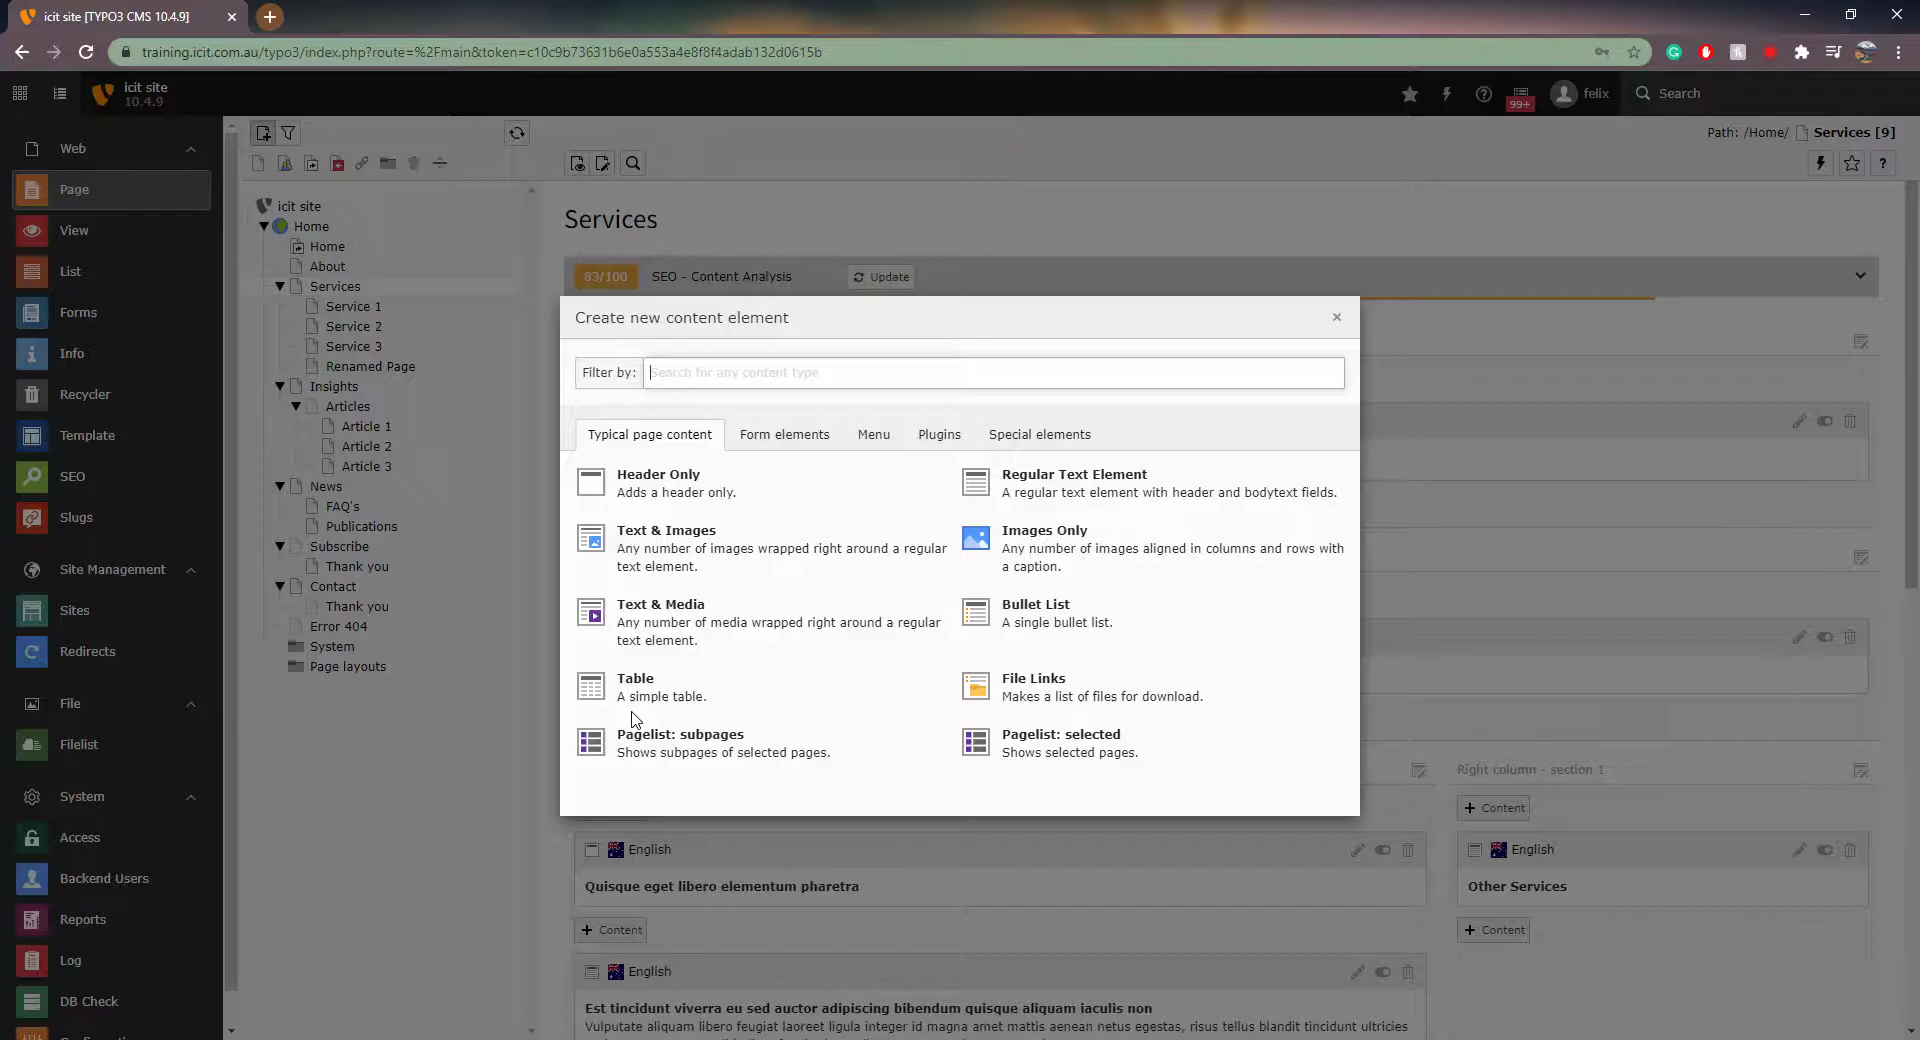 icit site [TYPO3 CMS 10.4.9]
training.icit.com.au/typo3/index.php?route=%2Fmain&token=c10c9b73631b6e0a553a4e8f8f4adab132d0615b
icit site
10.4.9
99+
felix
Search
Web
Page
View
List
Forms
Info
Recycler
Template
SEO
Slugs
Site Management
Sites
Redirects
File
Filelist
System
Access
Backend Users
Reports
Log
DB Check
icit site
Home
Home
About
Services
Service 1
Service 2
Service 3
Renamed Page
Insights
Articles
Article 1
Article 2
Article 3
News
FAQ's
Publications
Subscribe
Thank you
Contact
Thank you
Error 404
System
Page layouts
Path: /Home/ Services [9]
Services
83/100 SEO - Content Analysis Update
Create new content element
Filter by: Search for any content type
Typical page content Form elements Menu Plugins Special elements
Header Only
Adds a header only.
Regular Text Element
A regular text element with header and bodytext fields.
Text & Images
Any number of images wrapped right around a regular
text element.
Images Only
Any number of images aligned in columns and rows with
a caption.
Text & Media
Any number of media wrapped right around a regular
text element.
Bullet List
A single bullet list.
Table
A simple table.
File Links
Makes a list of files for download.
Pagelist: subpages
Shows subpages of selected pages.
Pagelist: selected
Shows selected pages.
Right column - section 1
+ Content
English
Quisque eget libero elementum pharetra
+ Content
English
Other Services
+ Content
English
Est tincidunt viverra eu sed auctor adipiscing bibendum quisque aliquam iaculis non
Vulputate aliquam libero feugiat laoreet ligula integer id magna amet mattis aenean netus egestas, risus tellus blandit tincidunt ultricies